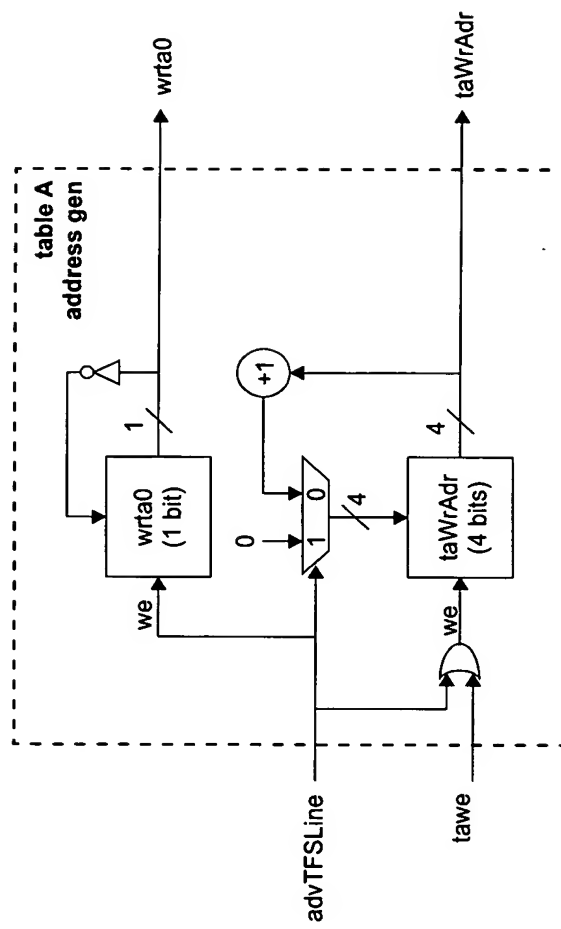 table A
address gen
wrta0
1
wrta0
(1 bit)
we
+1
0
1 0
4
taWrAdr
4
taWrAdr
(4 bits)
we
advTFSLine
tawe